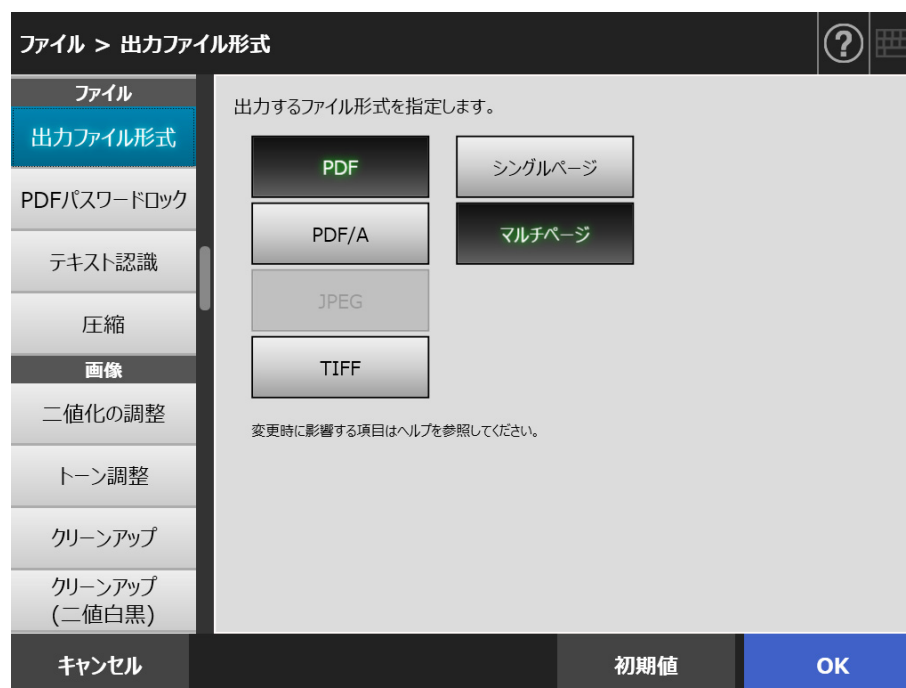 ファイル > 出力ファイル形式
?
ファイル
出力ファイル形式
PDFパスワードロック
テキスト認識
圧縮
画像
二値化の調整
トーン調整
クリーンアップ
クリーンアップ
(二値白黒)
出力するファイル形式を指定します。
PDF
シングルページ
PDF/A
マルチページ
JPEG
TIFF
変更時に影響する項目はヘルプを参照してください。
キャンセル
初期値
OK